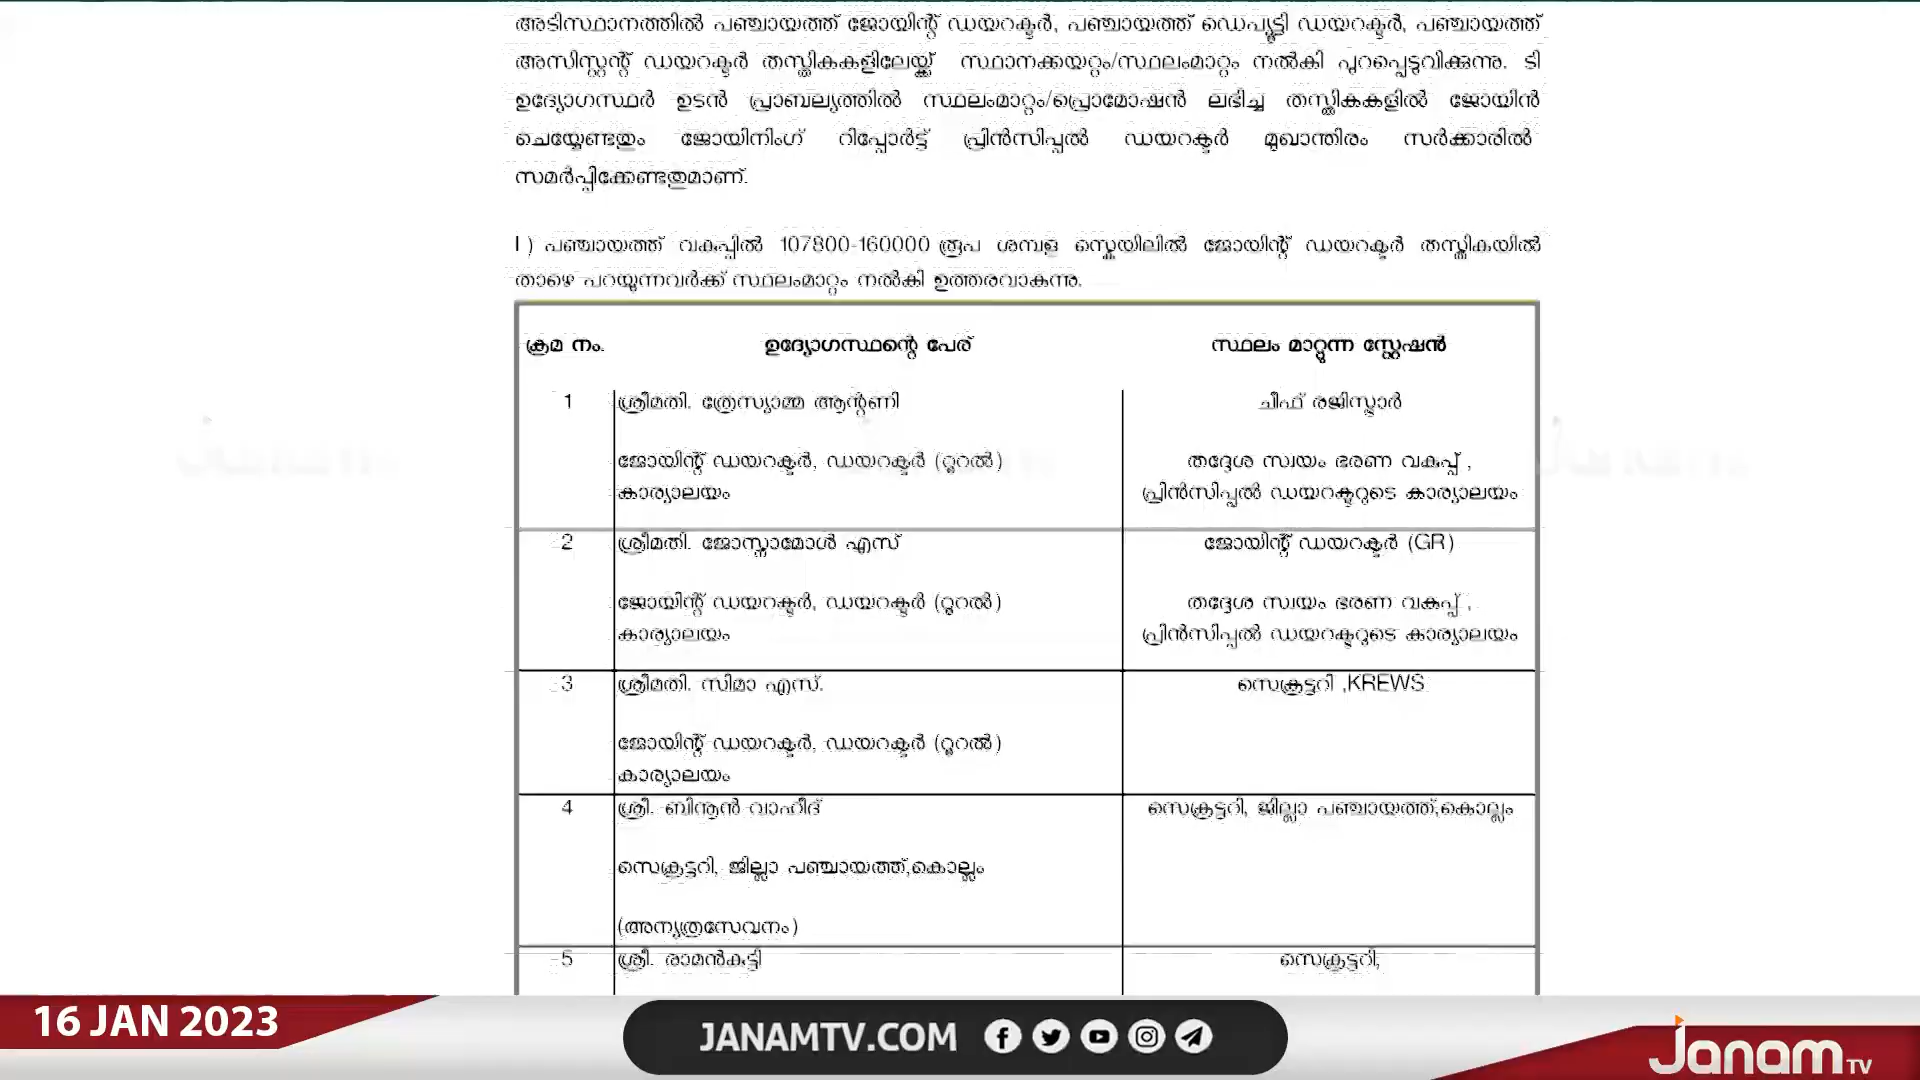 അടിസ്ഥാനത്തിൽ പഞ്ചായത്ത് ജോയിന്റ് ഡയറക്ടർ, പഞ്ചായത്ത് ഡെപ്യൂട്ടി ഡയറക്ടർ, പഞ്ചായത്ത്
അസിസ്റ്റന്റ് ഡയറക്ടർ തസ്തികകളിലേയ്ക്ക് സ്ഥാനക്കയറ്റം/സ്ഥലംമാറ്റം നൽകി പുറപ്പെടുവിക്കുന്നു. ടി
ഉദ്യോഗസ്ഥർ ഉടൻ പ്രാബല്യത്തിൽ സ്ഥലംമാറ്റം/പ്രൊമോഷൻ ലഭിച്ച തസ്തികകളിൽ ജോയിൻ
ചെയ്യേണ്ടതും ജോയിനിംഗ് റിപ്പോർട്ട് പ്രിൻസിപ്പൽ ഡയറക്ടർ മുഖാന്തിരം സർക്കാരിൽ
സമർപ്പിക്കേണ്ടതുമാണ്.
I ) പഞ്ചായത്ത് വകുപ്പിൽ 107800-160000 രൂപ ശമ്പള സ്കെയിലിൽ ജോയിന്റ് ഡയറക്ടർ തസ്തികയിൽ
താഴെ പറയുന്നവർക്ക് സ്ഥലംമാറ്റം നൽകി ഉത്തരവാകുന്നു.
ക്രമ നം. ഉദ്യോഗസ്ഥന്റെ പേര് സ്ഥലം മാറ്റുന്ന സ്റ്റേഷൻ
1 ശ്രീമതി. ത്രേസ്യാമ്മ ആന്റണി ചീഫ് രജിസ്ട്രാർ
ജോയിന്റ് ഡയറക്ടർ, ഡയറക്ടർ (റൂറൽ) തദ്ദേശ സ്വയം ഭരണ വകുപ്പ് ,
കാര്യാലയം പ്രിൻസിപ്പൽ ഡയറക്ടറുടെ കാര്യാലയം
2 ശ്രീമതി. ജോസ്നാമോൾ എസ് ജോയിന്റ് ഡയറക്ടർ (GR)
ജോയിന്റ് ഡയറക്ടർ, ഡയറക്ടർ (റൂറൽ) തദ്ദേശ സ്വയം ഭരണ വകുപ്പ് ,
കാര്യാലയം പ്രിൻസിപ്പൽ ഡയറക്ടറുടെ കാര്യാലയം
3 ശ്രീമതി. സിമാ എസ്. സെക്രട്ടറി ,KREWS
ജോയിന്റ് ഡയറക്ടർ, ഡയറക്ടർ (റൂറൽ)
കാര്യാലയം
4 ശ്രീ. ബിനുൻ വാഹീദ് സെക്രട്ടറി, ജില്ലാ പഞ്ചായത്ത്,കൊല്ലം
സെക്രട്ടറി, ജില്ലാ പഞ്ചായത്ത്,കൊല്ലം
(അന്യത്രസേവനം)
5 ശ്രീ. രാമൻകുട്ടി സെക്രട്ടറി,
16 JAN 2023
JANAMTV.COM
Janam TV